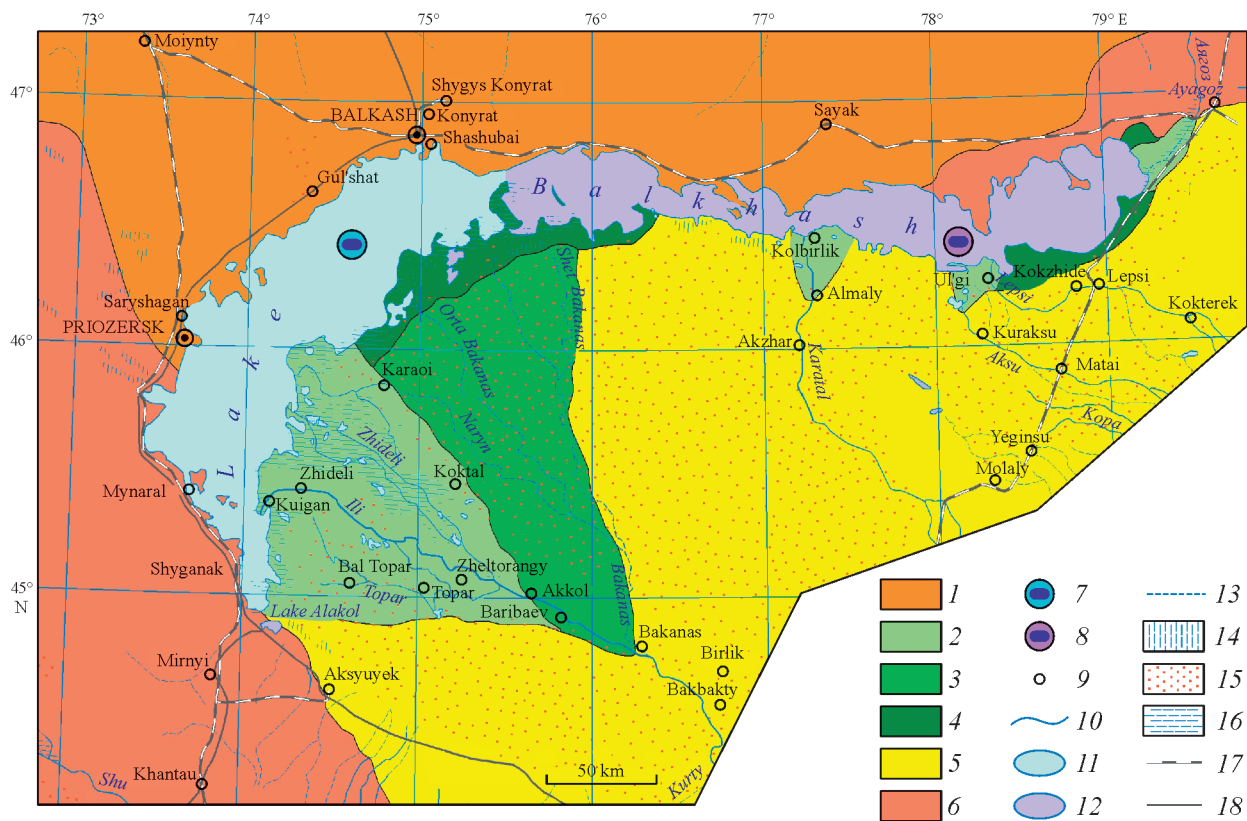 73° 74° 75° 76° 77° 78° 79° E
Moiynty
Аягоз
47°
Shygys Konyrat
Ayagoz
BALKASH Konyrat
Sayak
Shashubai
Gul'shat
B a l k h a s h
Kolbirlik
Shet Bakanas
Ul'gi
Kokzhide
Lepsi
Lepsi
Almaly
Saryshagan
Orta Bakanas
Kokterek
PRIOZERSK
46°
Kuraksu
Akzhar
L a k e
Karaoi
Karatal
Aksu
Matai
Naryn
Kopa
Zhideli
Yeginsu
Zhideli
Koktal
Molaly
Mynaral
Kuigan
Ili
Shyganak
Bal Topar
Zheltorangy
Bakanas
45°
N
Topar
Topar
Akkol
Lake Alakol
Baribaev
Bakanas
Mirnyi
Birlik
Aksyuyek
Bakbakty
Khantau
Shu
50 km
Kurty
1 7 13
2 8 14
3 9 15
4 10 16
5 11 17
6 12 18